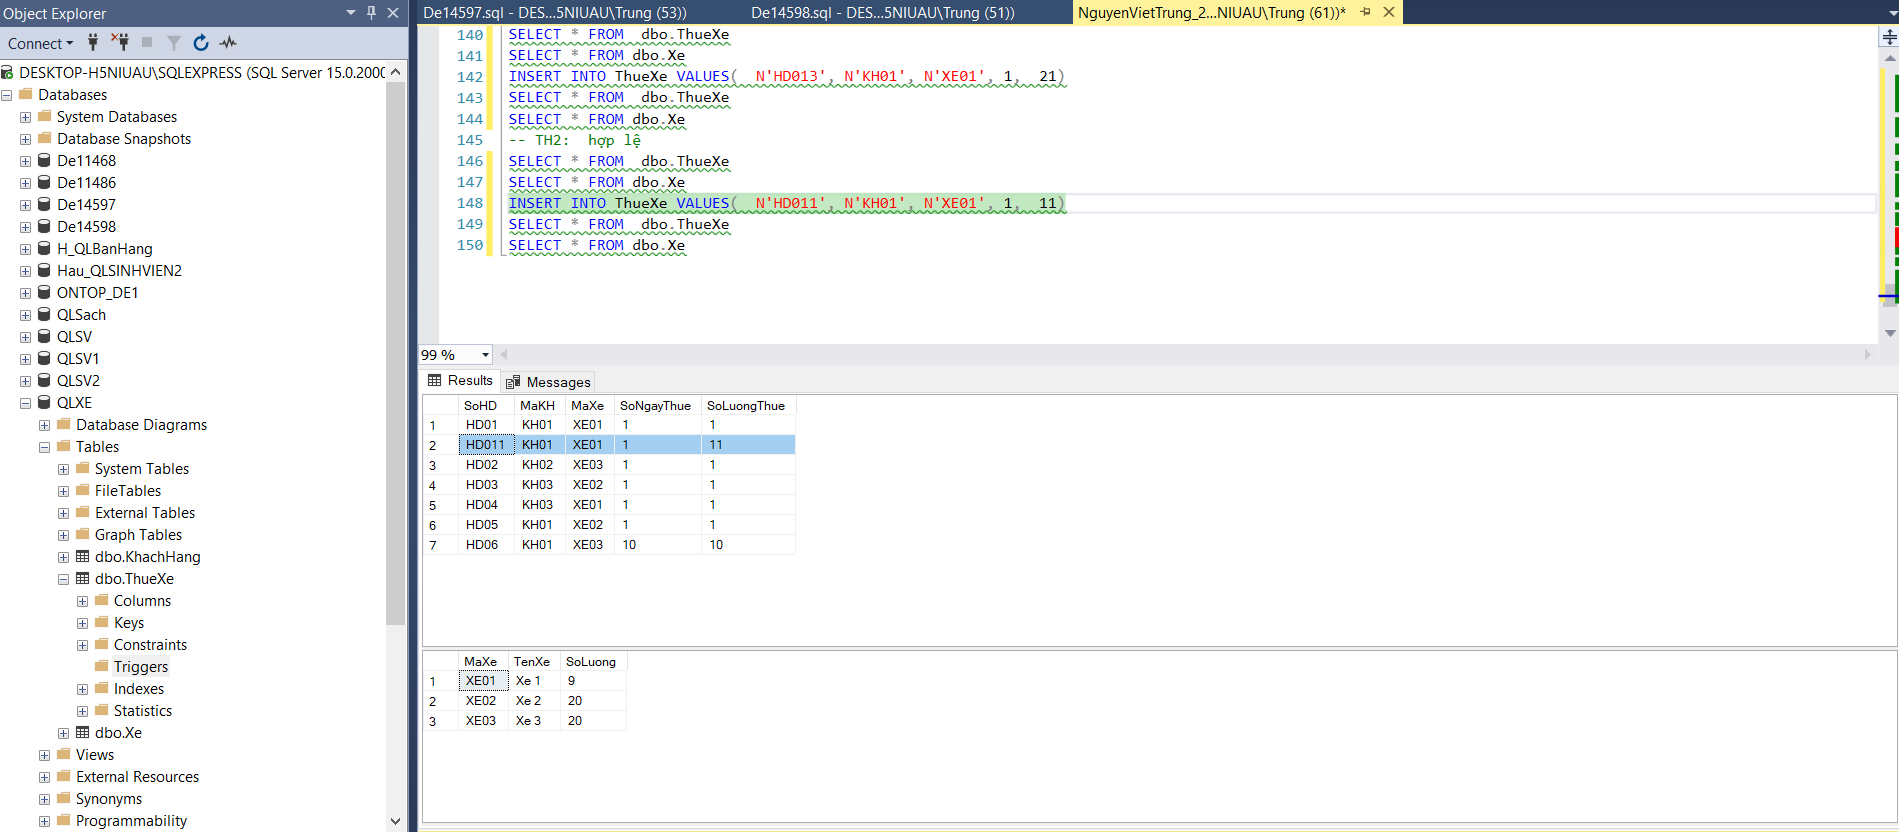 Object Explorer
Connect
DESKTOP-H5NIUAU\SQLEXPRESS (SQL Server 15.0.2000
Databases
System Databases
Database Snapshots
De11468
De11486
De14597
De14598
H_QLBanHang
Hau_QLSINHVIEN2
ONTOP_DE1
QLSach
QLSV
QLSV1
QLSV2
QLXE
Database Diagrams
Tables
System Tables
FileTables
External Tables
Graph Tables
dbo.KhachHang
dbo.ThueXe
Columns
Keys
Constraints
Triggers
Indexes
Statistics
dbo.Xe
Views
External Resources
Synonyms
Programmability
De14597.sql - DES...5NIUAU\Trung (53))
De14598.sql - DES...5NIUAU\Trung (51))
NguyenVietTrung_2...NIUAU\Trung (61))*
140 SELECT * FROM  dbo.ThueXe
141 SELECT * FROM dbo.Xe
142 INSERT INTO ThueXe VALUES(  N'HD013', N'KH01', N'XE01', 1,  21)
143 SELECT * FROM  dbo.ThueXe
144 SELECT * FROM dbo.Xe
145 -- TH2:  hợp lệ
146 SELECT * FROM  dbo.ThueXe
147 SELECT * FROM dbo.Xe
148 INSERT INTO ThueXe VALUES(  N'HD011', N'KH01', N'XE01', 1,  11)
149 SELECT * FROM  dbo.ThueXe
150 SELECT * FROM dbo.Xe
99 %
Results Messages
SoHD MaKH MaXe SoNgayThue SoLuongThue
1 HD01 KH01 XE01 1 1
2 HD011 KH01 XE01 1 11
3 HD02 KH02 XE03 1 1
4 HD03 KH03 XE02 1 1
5 HD04 KH03 XE01 1 1
6 HD05 KH01 XE02 1 1
7 HD06 KH01 XE03 10 10
MaXe TenXe SoLuong
1 XE01 Xe 1 9
2 XE02 Xe 2 20
3 XE03 Xe 3 20